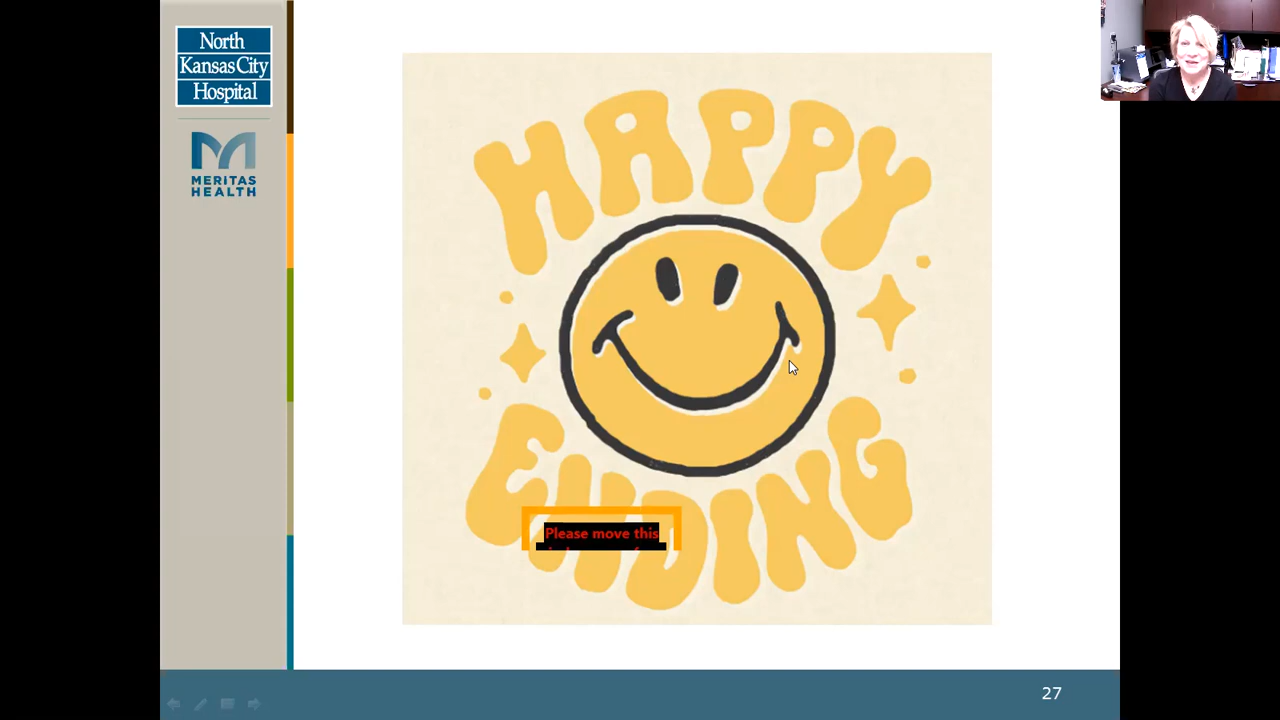 North
Kansas City
Hospital
MERITAS
HEALTH
HAPPY
ENDING
Please move this
27